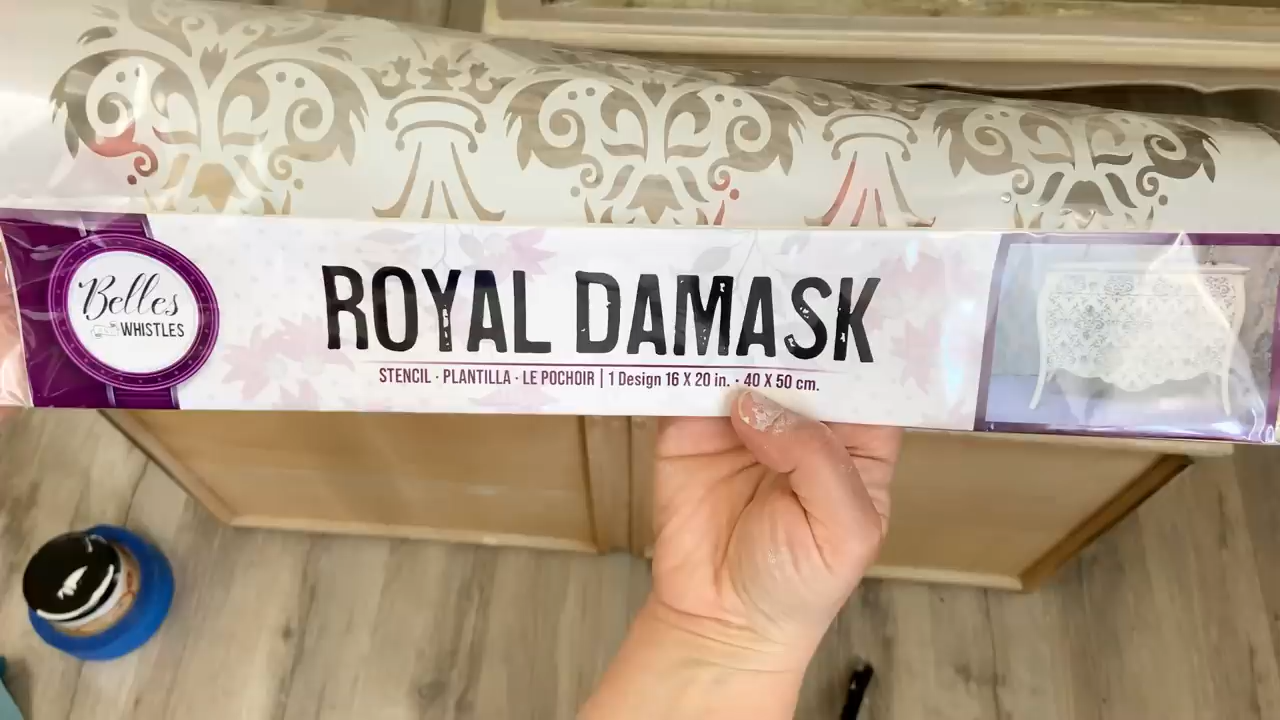 Belles
WHISTLES
ROYAL DAMASK
STENCIL · PLANTILLA · LE POCHOIR | 1 Design 16 X 20 in. · 40 X 50 cm.